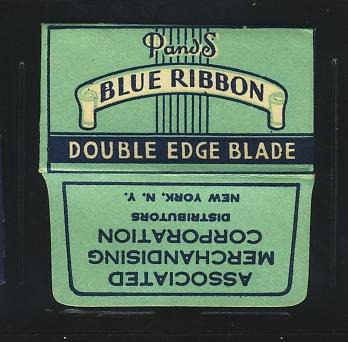 P and S
BLUE RIBBON
DOUBLE EDGE BLADE
ASSOCIATED
MERCHANDISING
CORPORATION
DISTRIBUTORS
NEW YORK, N. Y.